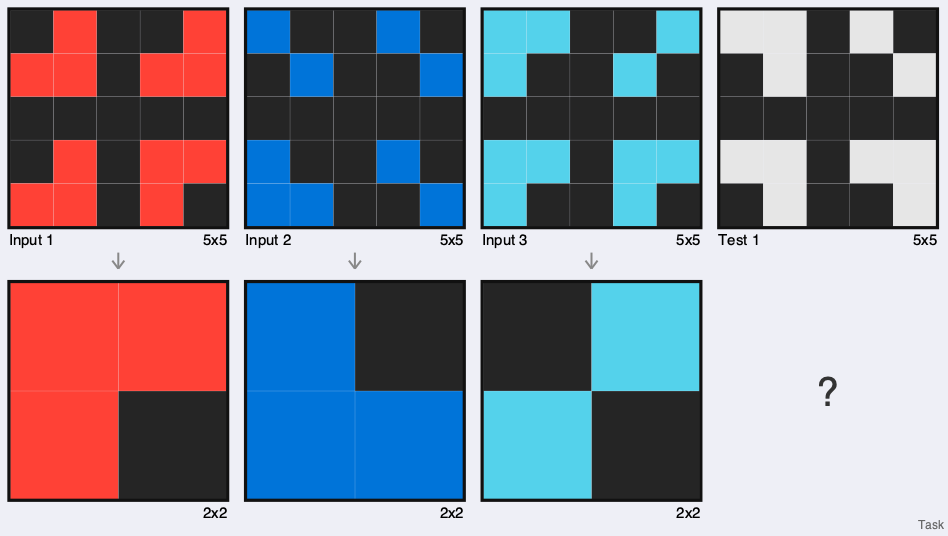 Input 1 5x5
Input 2 5x5
Input 3 5x5
Test 1 5x5
2x2
2x2
2x2
?
Task